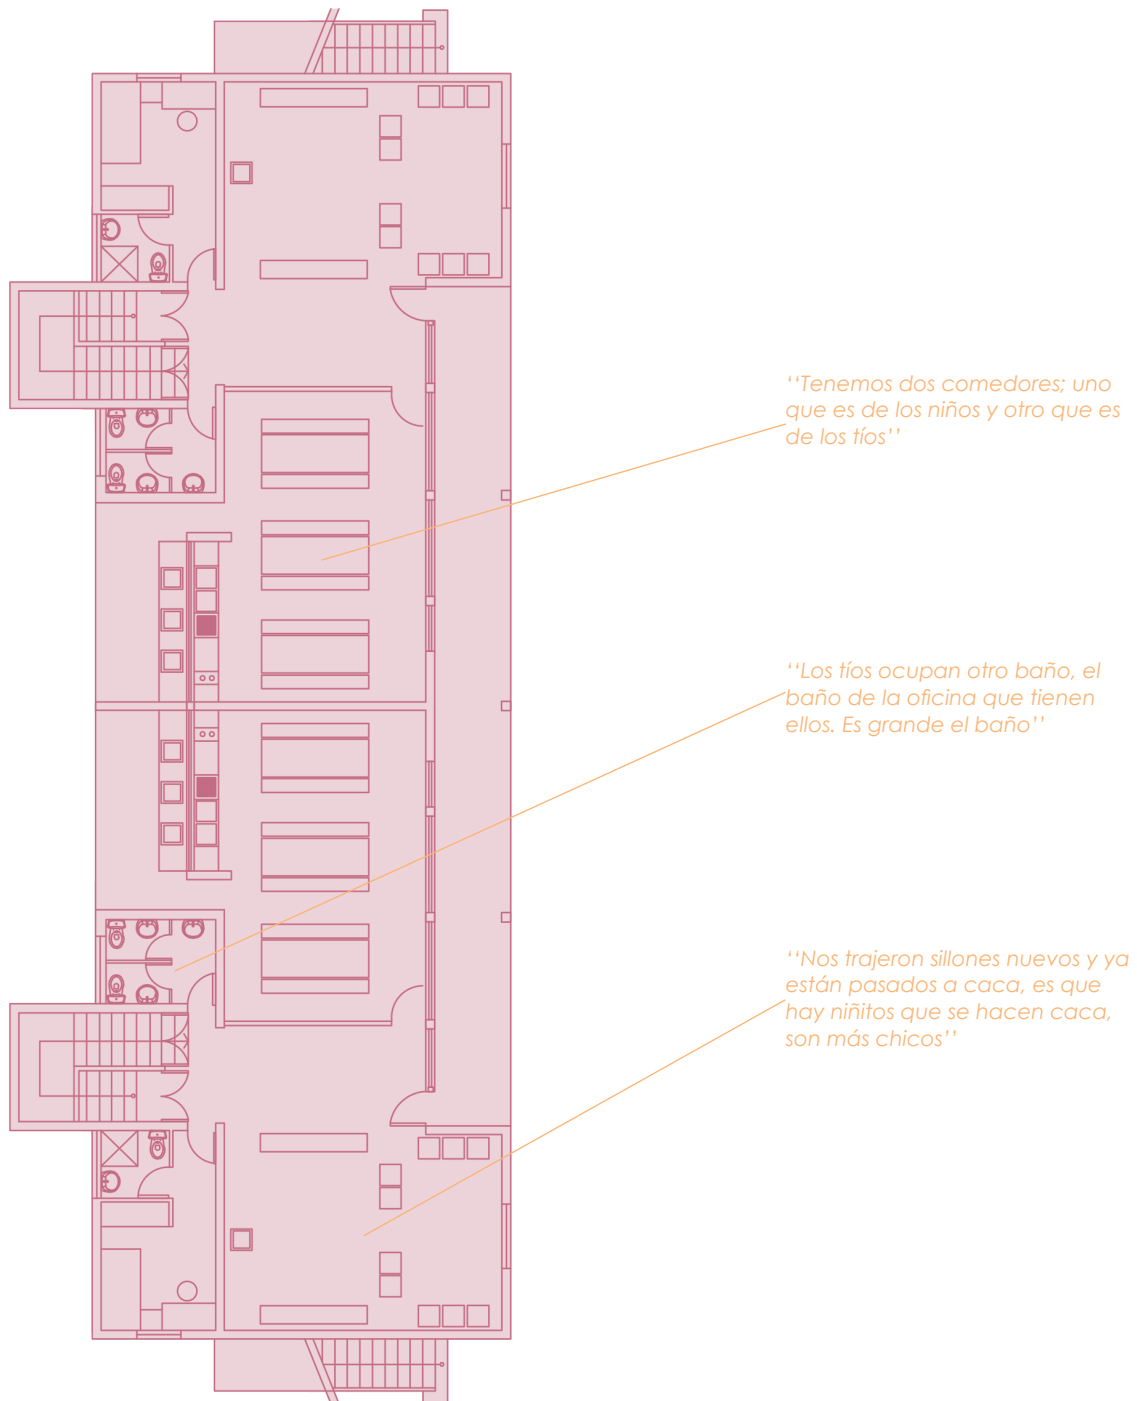 ‘‘Tenemos dos comedores; uno
que es de los niños y otro que es
de los tíos’’
‘‘Los tíos ocupan otro baño, el
baño de la oficina que tienen
ellos. Es grande el baño’’
‘‘Nos trajeron sillones nuevos y ya
están pasados a caca, es que
hay niñitos que se hacen caca,
son más chicos’’